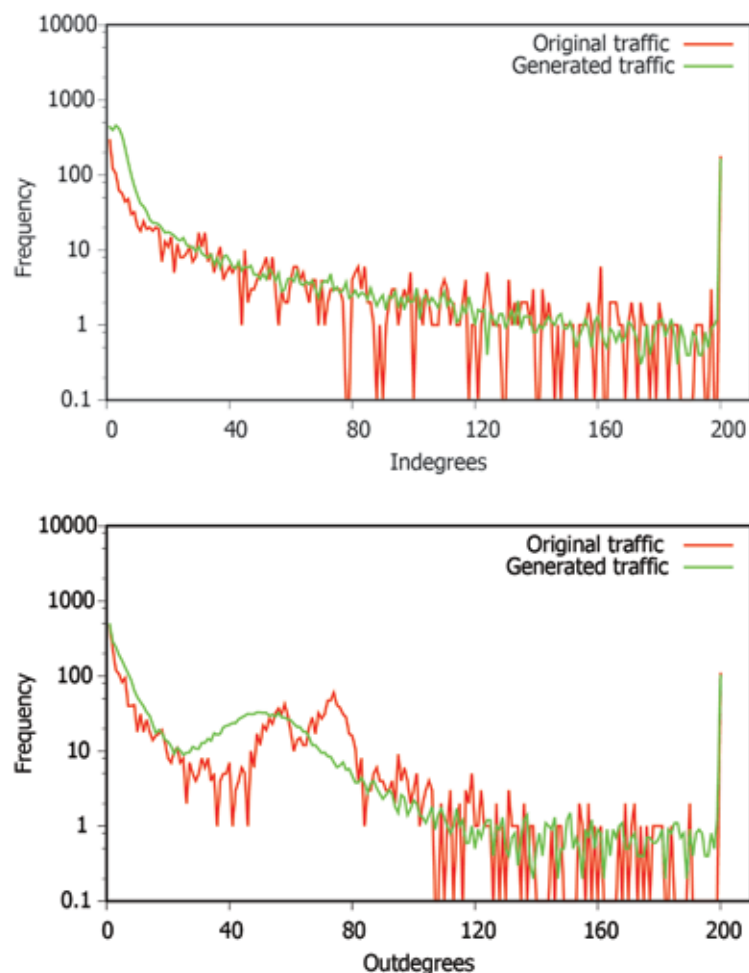 10000
Original traffic
Generated traffic
1000
100
Frequency
10
1
0.1
0 40 80 120 160 200
Indegrees
10000
Original traffic
Generated traffic
1000
100
Frequency
10
1
0.1
0 40 80 120 160 200
Outdegrees